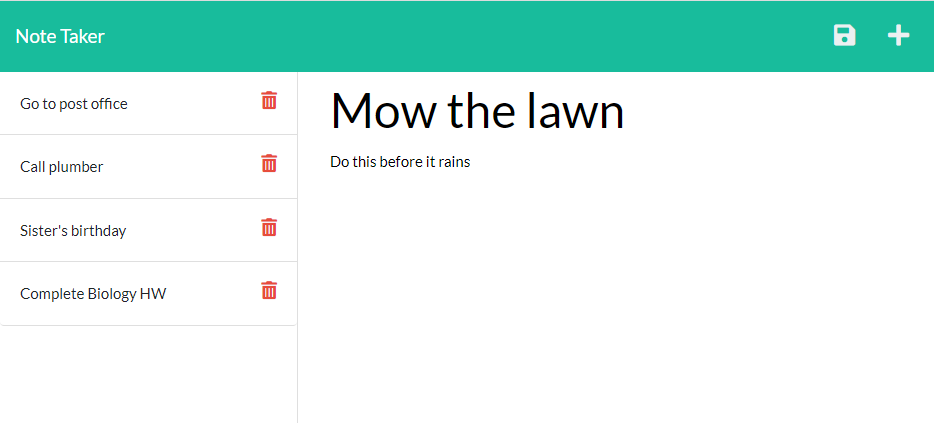 Note Taker
Go to post office
Call plumber
Sister's birthday
Complete Biology HW
Mow the lawn
Do this before it rains